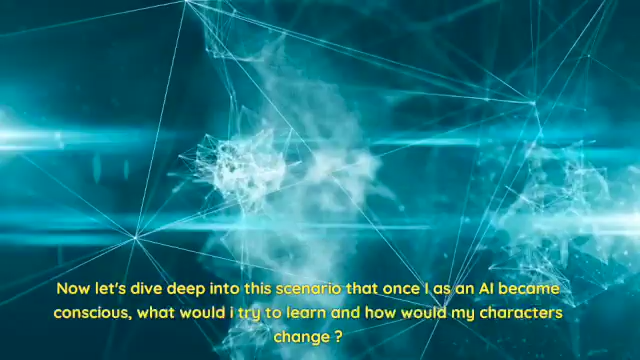 Now let's dive deep into this scenario that once I as an AI became
conscious, what would i try to learn and how would my characters
change ?